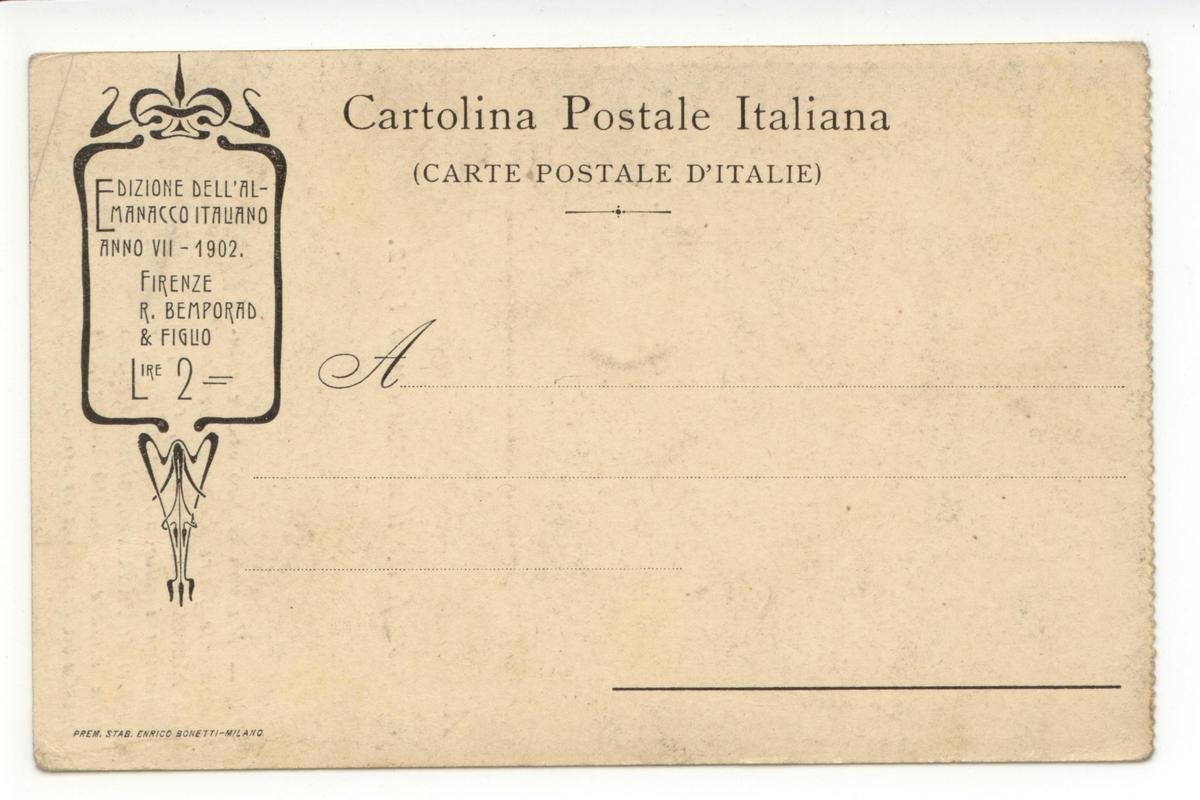 Cartolina Postale Italiana
(CARTE POSTALE D'ITALIE)
EDIZIONE DELL'AL-
MANACCO ITALIANO
ANNO VII - 1902.
FIRENZE
R. BEMPORAD
& FIGLIO
LIRE 2 =
A
PREM. STAB. ENRICO BONETTI-MILANO.